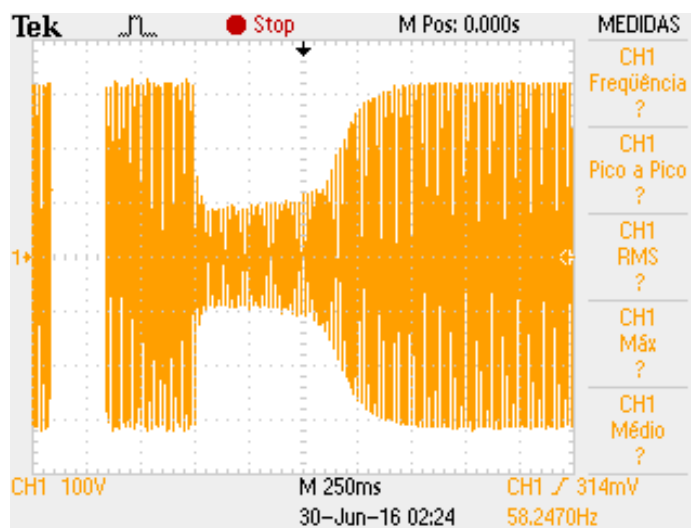 Tek Stop M Pos: 0.000s MEDIDAS
CH1
Freqüência
?
CH1
Pico a Pico
?
CH1
RMS
?
CH1
Máx
?
CH1
Médio
?
1
CH1 100V M 250ms CH1 314mV
30-Jun-16 02:24 58.2470Hz